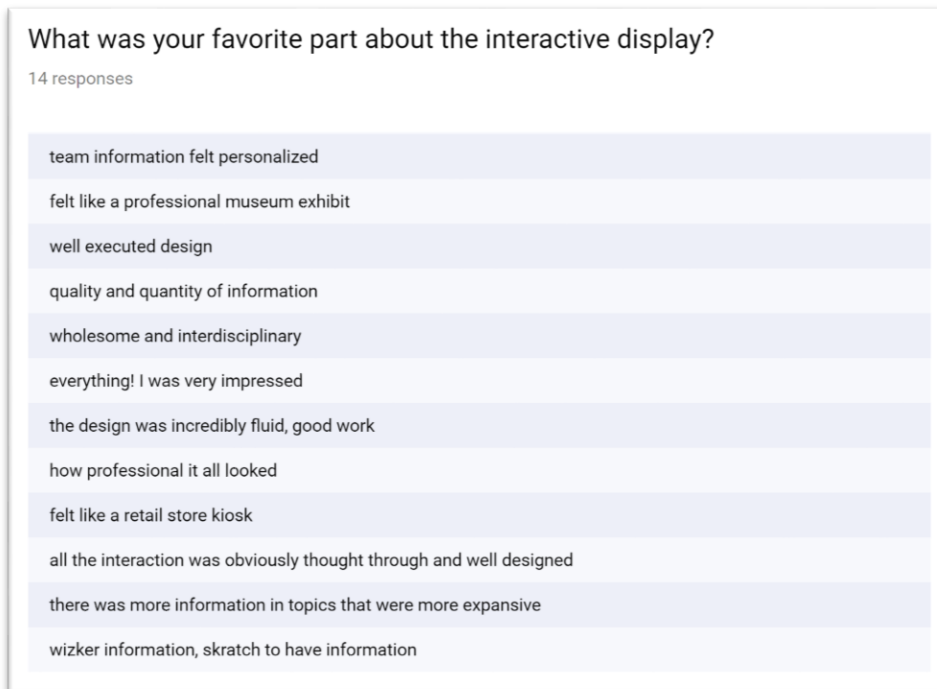 What was your favorite part about the interactive display?
14 responses
team information felt personalized
felt like a professional museum exhibit
well executed design
quality and quantity of information
wholesome and interdisciplinary
everything! I was very impressed
the design was incredibly fluid, good work
how professional it all looked
felt like a retail store kiosk
all the interaction was obviously thought through and well designed
there was more information in topics that were more expansive
wizker information, skratch to have information